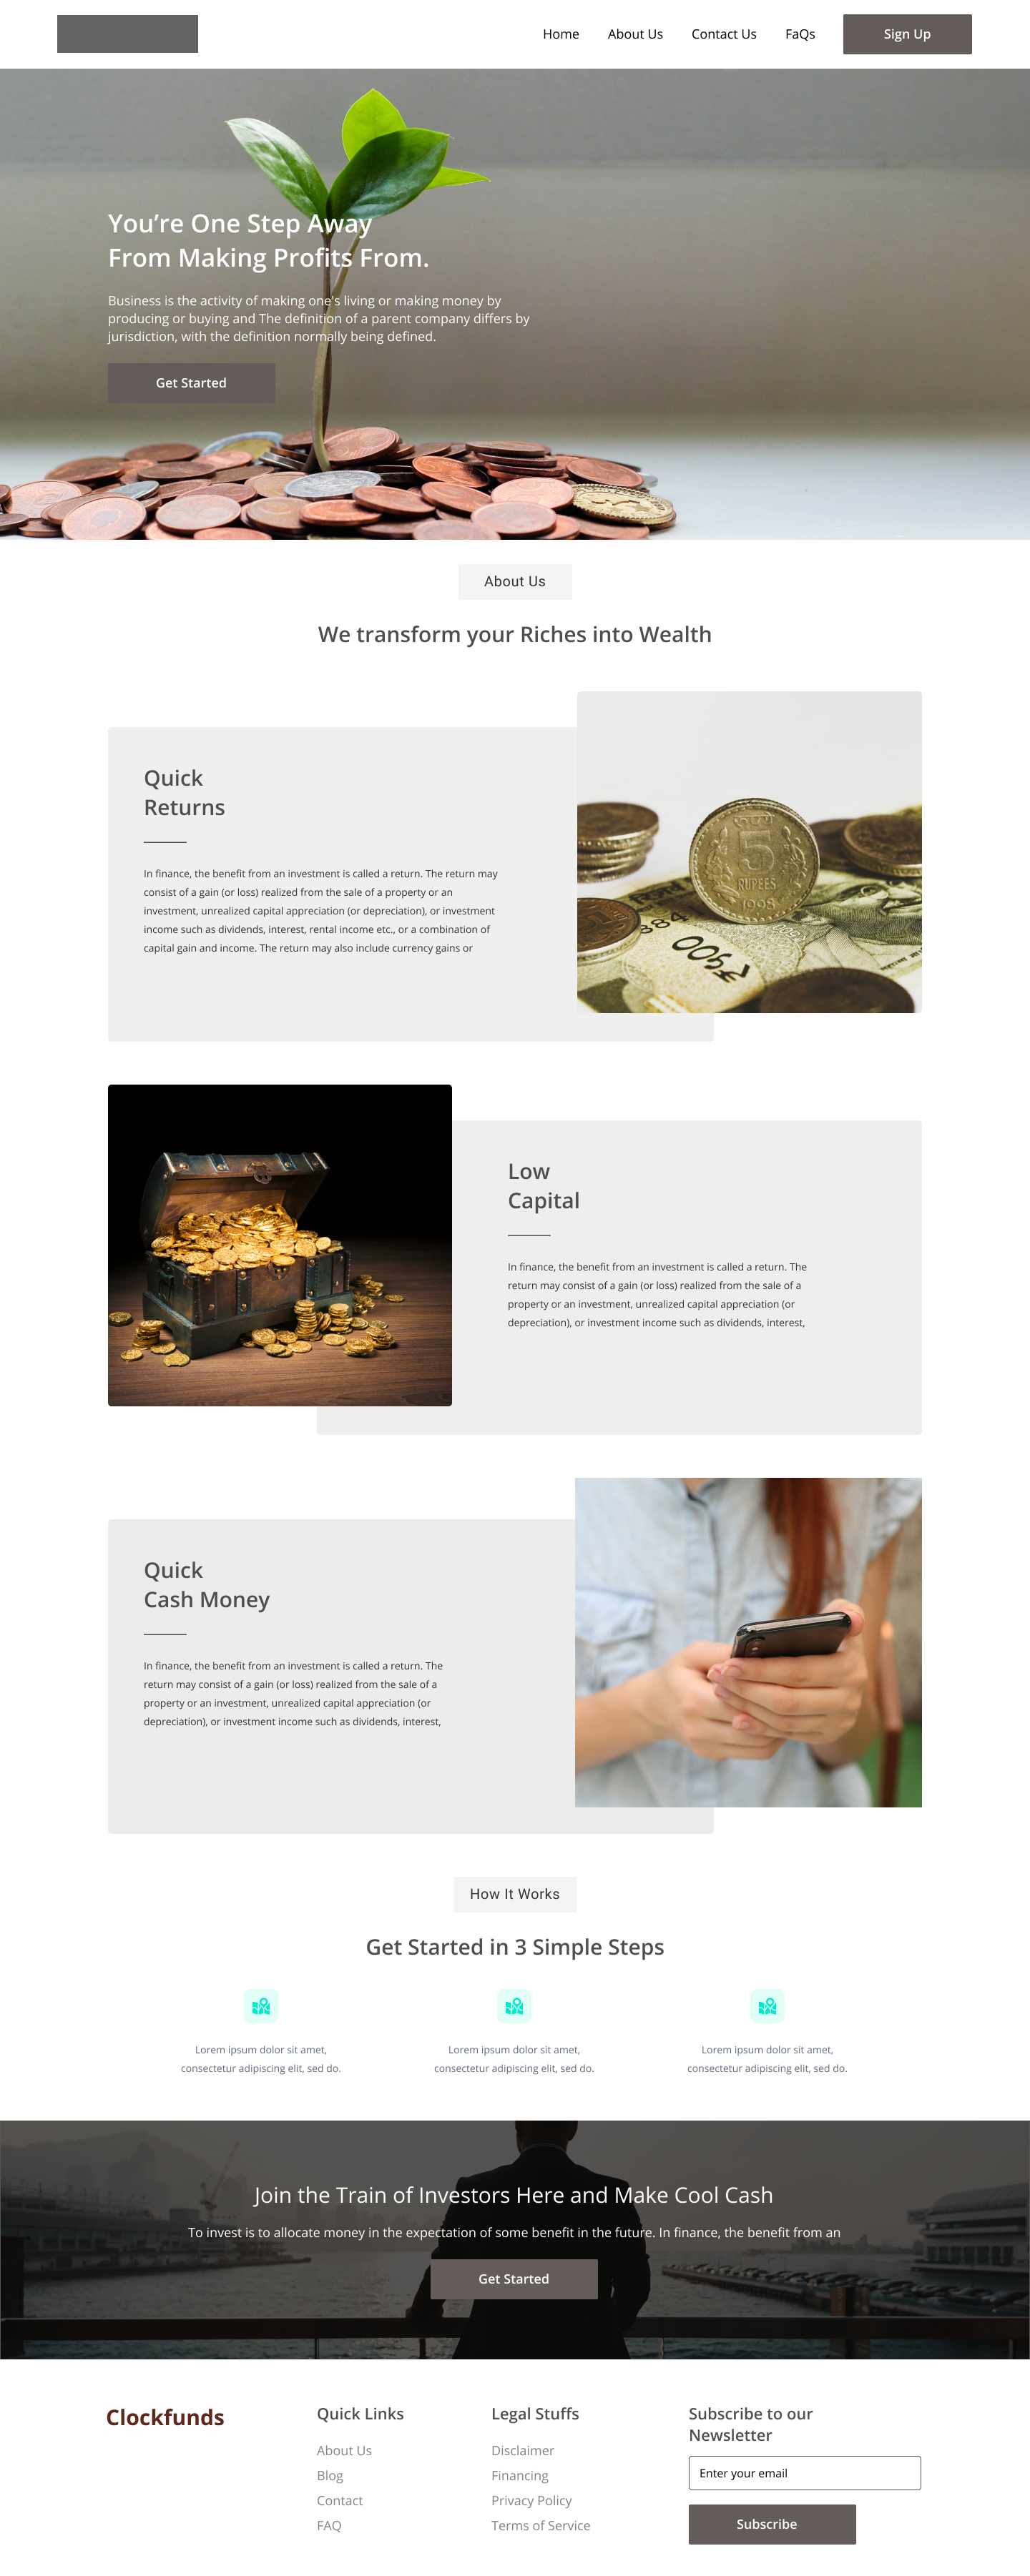 Home About Us Contact Us FaQs Sign Up
You’re One Step Away
From Making Profits From.
Business is the activity of making one's living or making money by
producing or buying and The definition of a parent company differs by
jurisdiction, with the definition normally being defined.
Get Started
About Us
We transform your Riches into Wealth
Quick
Returns
In finance, the benefit from an investment is called a return. The return may
consist of a gain (or loss) realized from the sale of a property or an
investment, unrealized capital appreciation (or depreciation), or investment
income such as dividends, interest, rental income etc., or a combination of
capital gain and income. The return may also include currency gains or
5
RUPEES
1998
384
₹500
Low
Capital
In finance, the benefit from an investment is called a return. The
return may consist of a gain (or loss) realized from the sale of a
property or an investment, unrealized capital appreciation (or
depreciation), or investment income such as dividends, interest,
Quick
Cash Money
In finance, the benefit from an investment is called a return. The
return may consist of a gain (or loss) realized from the sale of a
property or an investment, unrealized capital appreciation (or
depreciation), or investment income such as dividends, interest,
How It Works
Get Started in 3 Simple Steps
Lorem ipsum dolor sit amet,
consectetur adipiscing elit, sed do.
Lorem ipsum dolor sit amet,
consectetur adipiscing elit, sed do.
Lorem ipsum dolor sit amet,
consectetur adipiscing elit, sed do.
Join the Train of Investors Here and Make Cool Cash
To invest is to allocate money in the expectation of some benefit in the future. In finance, the benefit from an
Get Started
Clockfunds
Quick Links
About Us
Blog
Contact
FAQ
Legal Stuffs
Disclaimer
Financing
Privacy Policy
Terms of Service
Subscribe to our
Newsletter
Enter your email
Subscribe